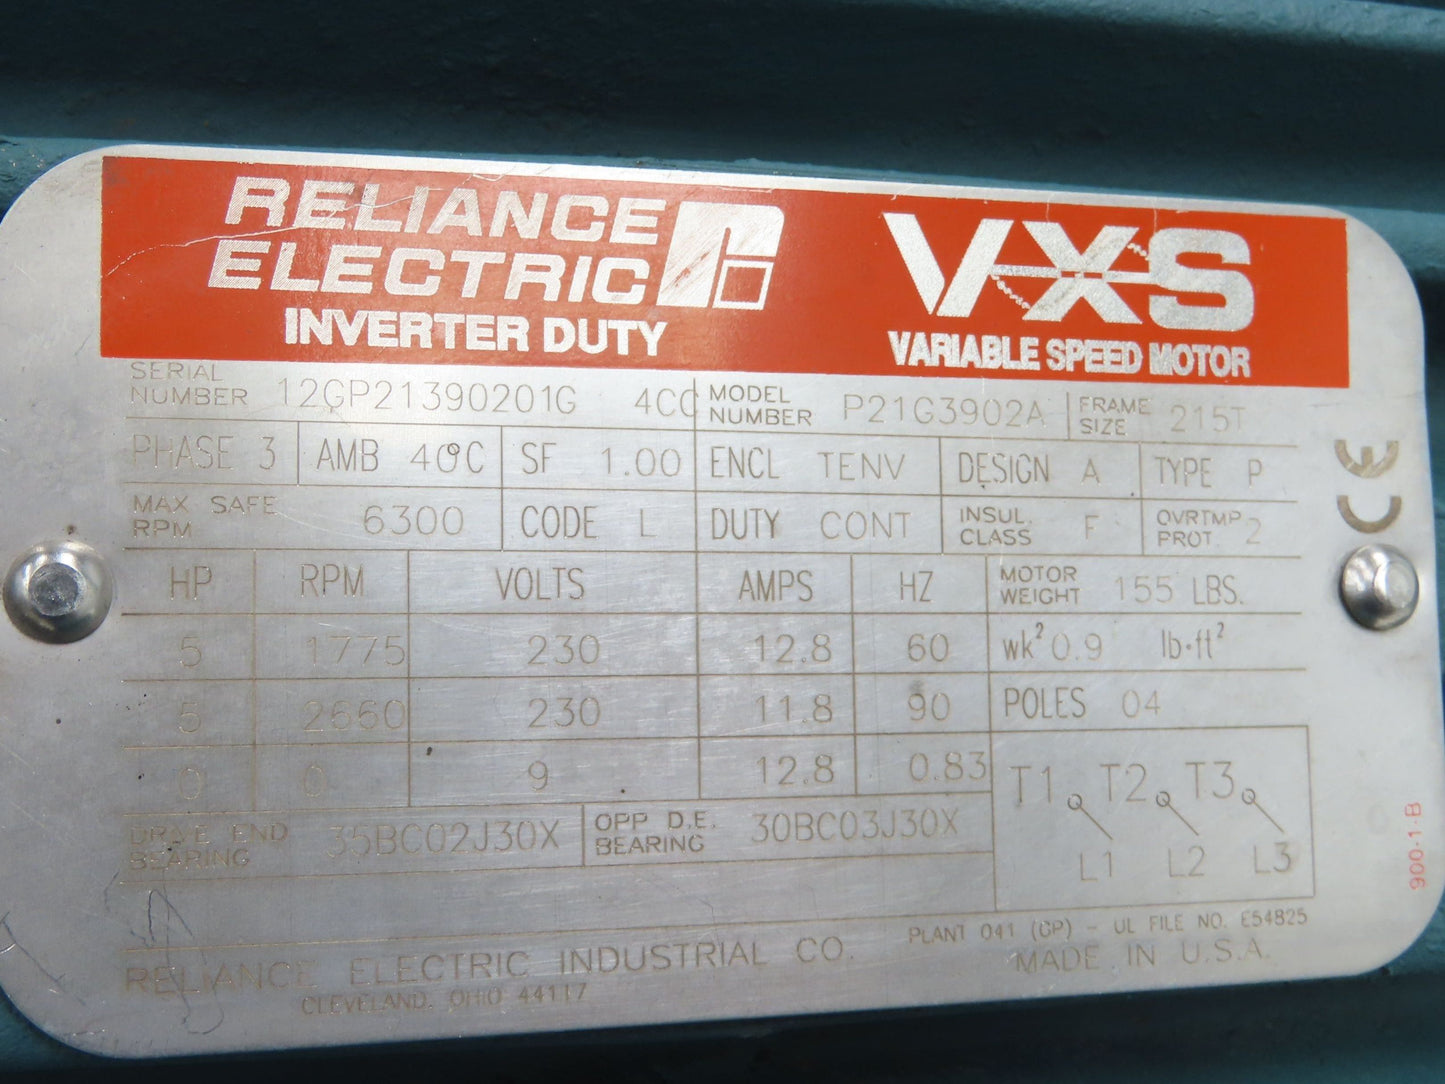 RELIANCE
ELECTRIC
INVERTER DUTY
VXS
VARIABLE SPEED MOTOR
SERIAL NUMBER 12GP21390201G 4CC MODEL NUMBER P21G3902A FRAME SIZE 215T
PHASE 3 AMB 40°C SF 1.00 ENCL TENV DESIGN A TYPE P
MAX SAFE RPM 6300 CODE L DUTY CONT INSUL. CLASS F OVRTMP PROT. 2
HP RPM VOLTS AMPS HZ MOTOR WEIGHT 155 LBS.
5 1775 230 12.8 60 wk² 0.9 lb·ft²
5 2660 230 11.8 90 POLES 04
0 0 9 12.8 0.83
T1 T2 T3
L1 L2 L3
DRIVE END BEARING 35BC02J30X OPP D.E. BEARING 30BC03J30X
PLANT 041 (GP) - UL FILE NO. E54825
RELIANCE ELECTRIC INDUSTRIAL CO. MADE IN U.S.A.
CLEVELAND, OHIO 44117
CE
900-1-B